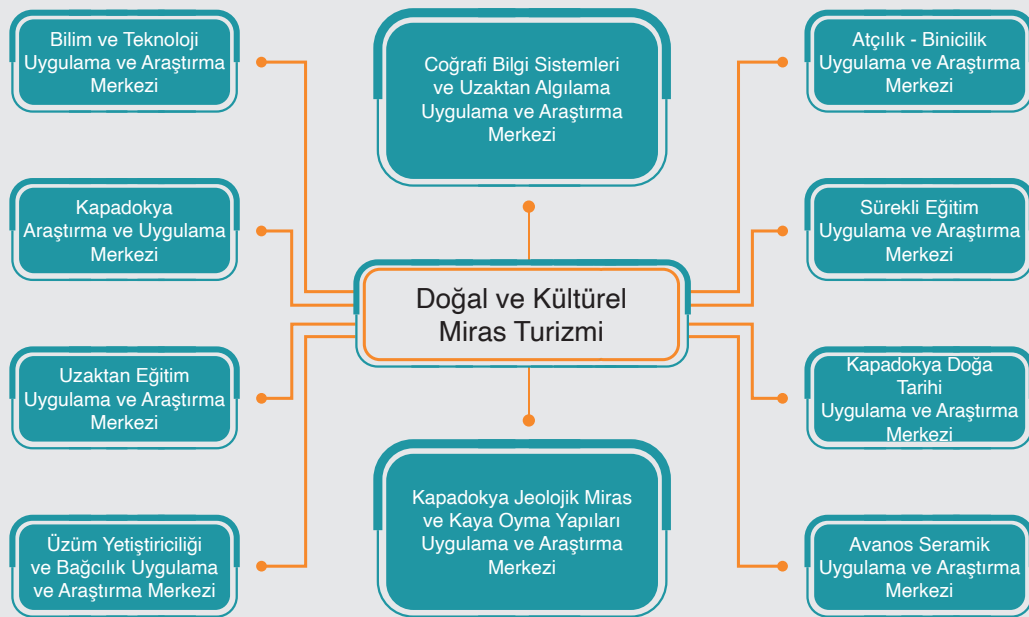 Bilim ve Teknoloji
Uygulama ve Araştırma
Merkezi
Coğrafi Bilgi Sistemleri
ve Uzaktan Algılama
Uygulama ve Araştırma
Merkezi
Atçılık - Binicilik
Uygulama ve Araştırma
Merkezi
Kapadokya
Araştırma ve Uygulama
Merkezi
Sürekli Eğitim
Uygulama ve Araştırma
Merkezi
Doğal ve Kültürel
Miras Turizmi
Uzaktan Eğitim
Uygulama ve Araştırma
Merkezi
Kapadokya Doğa
Tarihi
Uygulama ve Araştırma
Merkezi
Kapadokya Jeolojik Miras
ve Kaya Oyma Yapıları
Uygulama ve Araştırma
Merkezi
Üzüm Yetiştiriciliği
ve Bağcılık Uygulama
ve Araştırma Merkezi
Avanos Seramik
Uygulama ve Araştırma
Merkezi